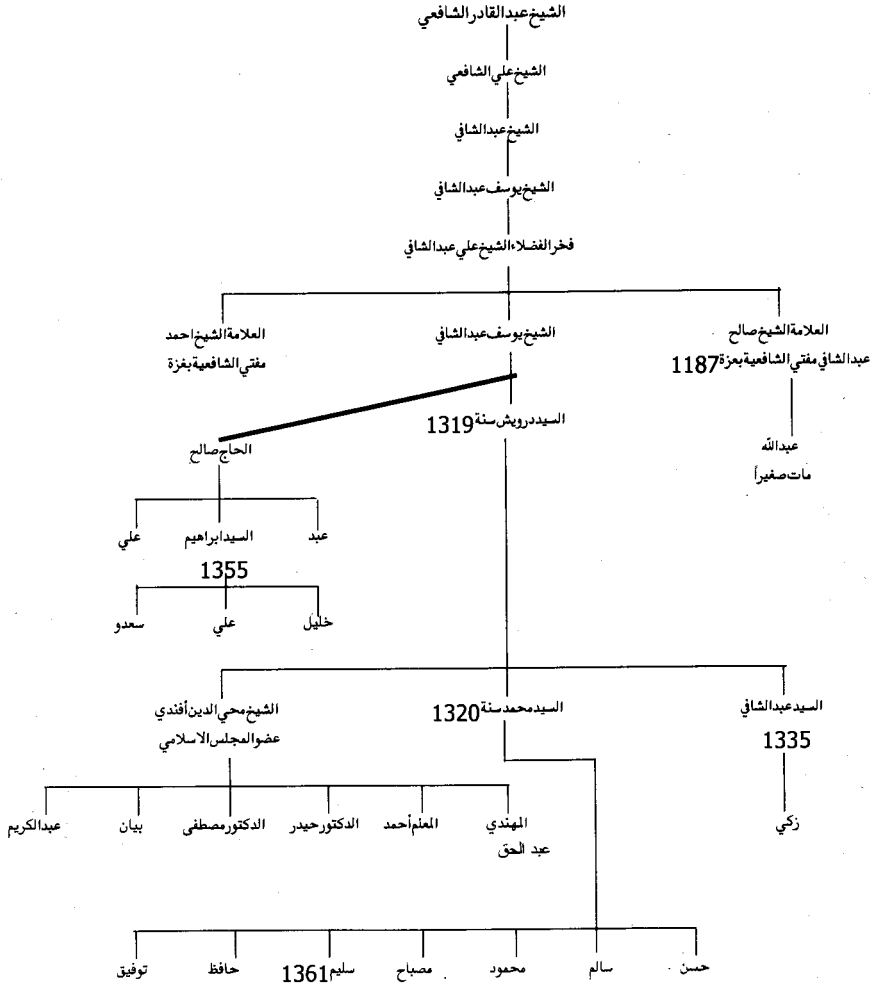 الشيخ عبدالقادر الشافعي
الشيخ علي الشافعي
الشيخ عبدالشافي
الشيخ يوسف عبدالشافي
فخر الفضلاء الشيخ علي عبدالشافي
العلامة الشيخ صالح
عبدالشافي مفتي الشافعية بغزة 1187
الشيخ يوسف عبدالشافي
العلامة الشيخ احمد
مفتي الشافعية بغزة
عبدالله
مات صغيراً
السيد درويش سنة 1319
الحاج صالح
عبد
السيد ابراهيم
1355
علي
خليل
علي
سعدو
السيد عبدالشافي
1335
السيد محمد سنة 1320
الشيخ محي الدين أفندي
عضو المجلس الاسلامي
زكي
المهندي
عبد الحق
المعلم أحمد
الدكتور حيدر
الدكتور مصطفى
بيان
عبدالكريم
حسن
سالم
محمود
مصباح
سليم 1361
حافظ
توفيق